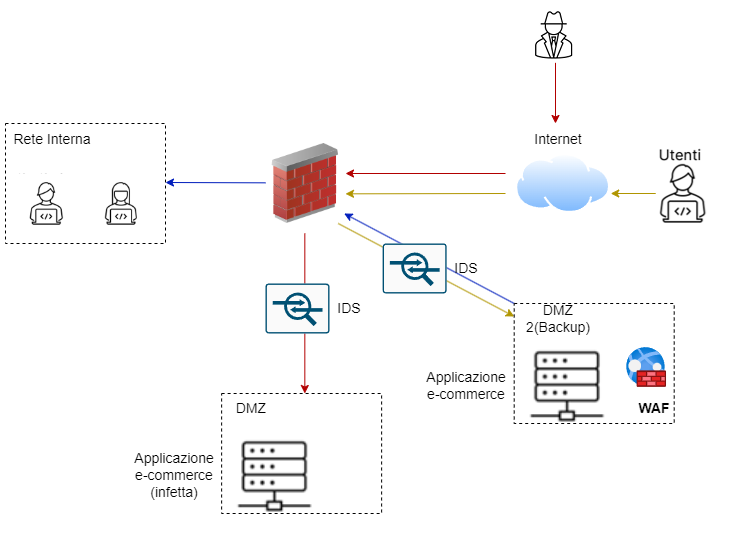 Internet
Rete Interna
Utenti
IDS
IDS
DMZ
2(Backup)
Applicazione
e-commerce
WAF
DMZ
Applicazione
e-commerce
(infetta)